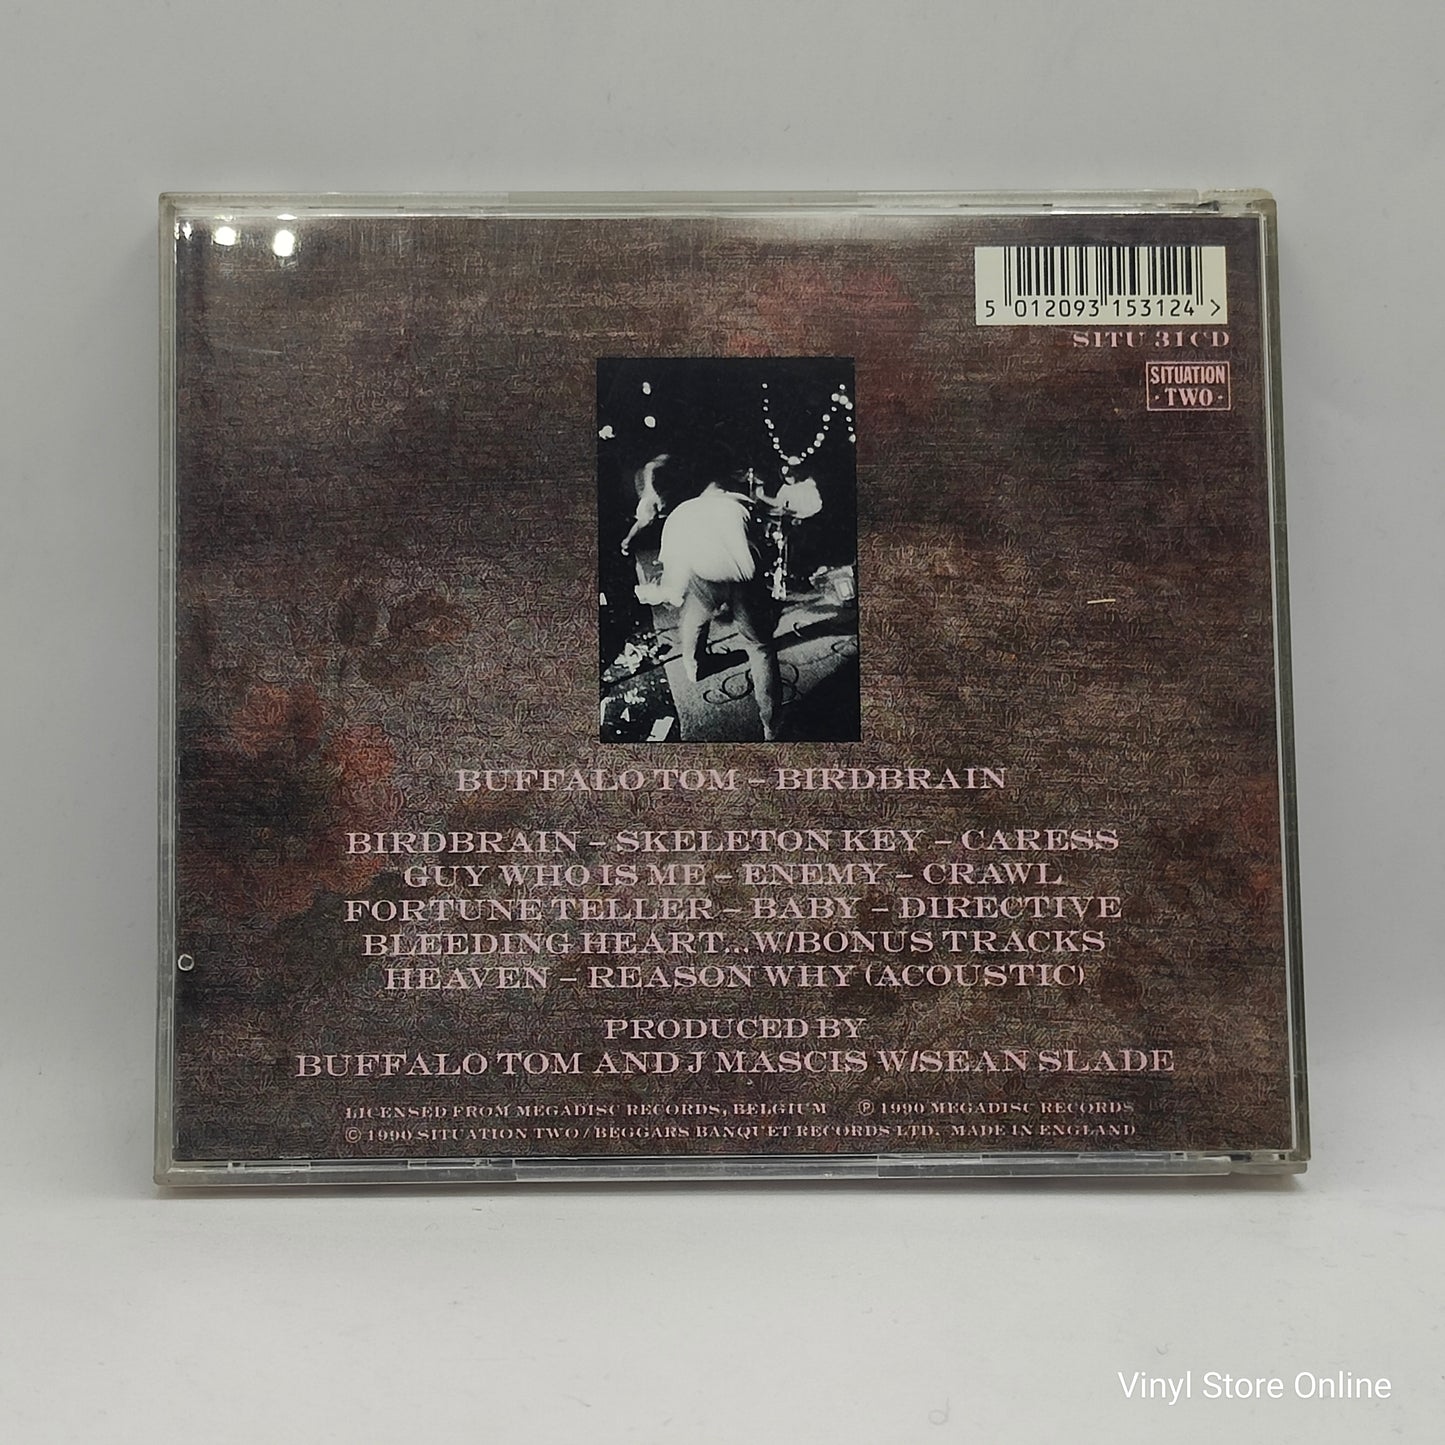 5 012093 153124 >
SITU 31CD
SITUATION
·TWO·
BUFFALO TOM – BIRDBRAIN
BIRDBRAIN – SKELETON KEY – CARESS
GUY WHO IS ME – ENEMY – CRAWL
FORTUNE TELLER – BABY – DIRECTIVE
BLEEDING HEART...W/BONUS TRACKS
HEAVEN – REASON WHY (ACOUSTIC)
PRODUCED BY
BUFFALO TOM AND J MASCIS W/SEAN SLADE
LICENSED FROM MEGADISC RECORDS, BELGIUM ℗ 1990 MEGADISC RECORDS
© 1990 SITUATION TWO / BEGGARS BANQUET RECORDS LTD. MADE IN ENGLAND
Vinyl Store Online